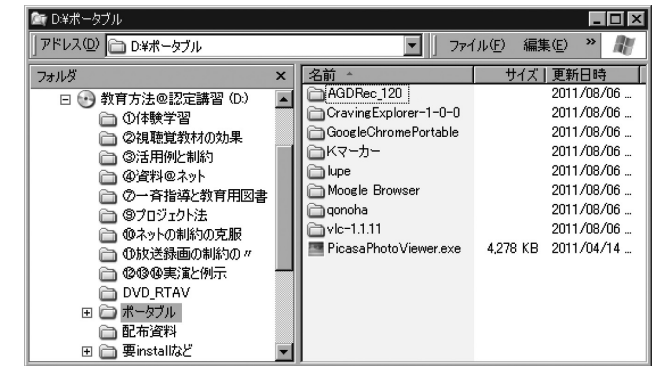 D:¥ポータブル
アドレス(D) D:¥ポータブル ファイル(F) 編集(E) »
フォルダ ×
教育方法@認定講習 (D:)
①体験学習
②視聴覚教材の効果
③活用例と制約
④資料@ネット
⑦一斉指導と教育用図書
⑨プロジェクト法
⑩ネットの制約の克服
⑪放送録画の制約の〃
⑫⑬⑭実演と例示
DVD_RTAV
ポータブル
配布資料
要installなど
名前 サイズ 更新日時
AGDRec_120 2011/08/06 ...
CravingExplorer-1-0-0 2011/08/06 ...
GoogleChromePortable 2011/08/06 ...
Kマーカー 2011/08/06 ...
lupe 2011/08/06 ...
Moogle Browser 2011/08/06 ...
qonoha 2011/08/06 ...
vlc-1.1.11 2011/08/06 ...
PicasaPhotoViewer.exe 4,278 KB 2011/04/14 ...